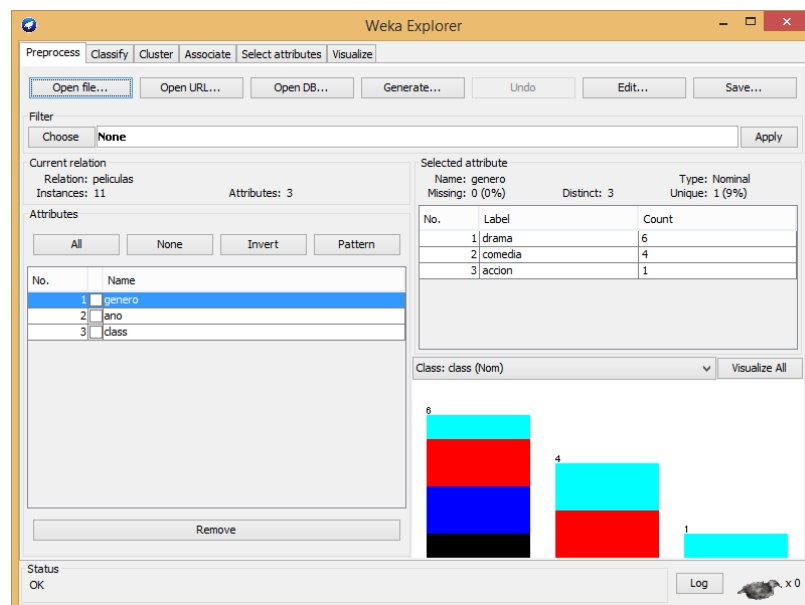 Weka Explorer
Preprocess Classify Cluster Associate Select attributes Visualize
Open file... Open URL... Open DB... Generate... Undo Edit... Save...
Filter
Choose None Apply
Current relation
Relation: peliculas
Instances: 11 Attributes: 3
Selected attribute
Name: genero Type: Nominal
Missing: 0 (0%) Distinct: 3 Unique: 1 (9%)
Attributes
All None Invert Pattern
No. Name
1 genero
2 ano
3 class
No. Label Count
1 drama 6
2 comedia 4
3 accion 1
Class: class (Nom) Visualize All
6
4
1
Remove
Status
OK
Log x 0